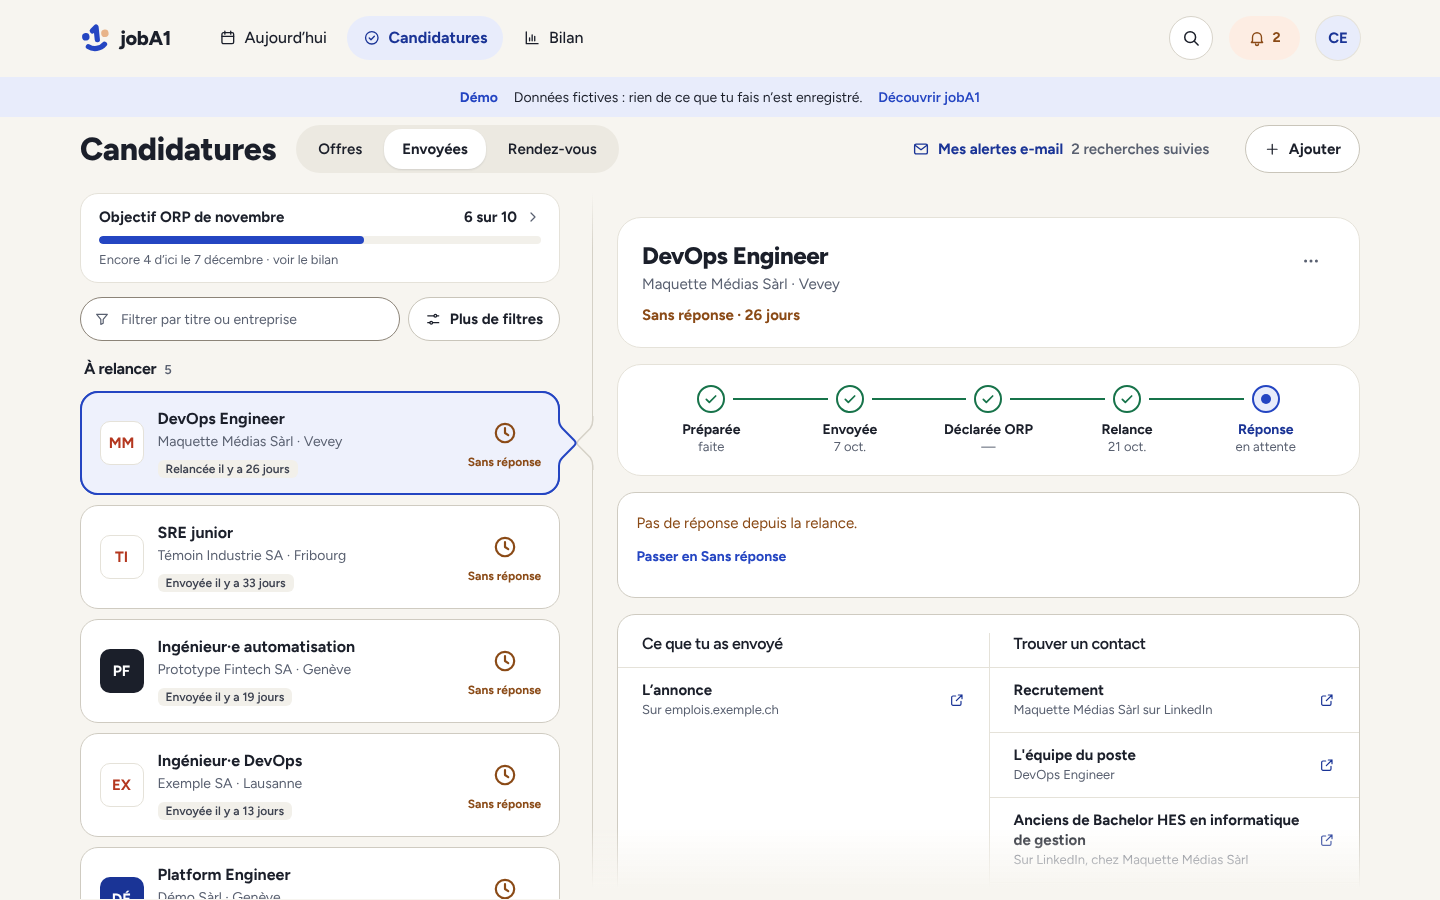 jobA1
Aujourd’hui
Candidatures
Bilan
2
CE
Démo Données fictives : rien de ce que tu fais n’est enregistré. Découvrir jobA1
Candidatures
Offres
Envoyées
Rendez-vous
Mes alertes e-mail 2 recherches suivies
Ajouter
Objectif ORP de novembre
6 sur 10
Encore 4 d’ici le 7 décembre · voir le bilan
Filtrer par titre ou entreprise
Plus de filtres
À relancer 5
MM
DevOps Engineer
Maquette Médias Sàrl · Vevey
Relancée il y a 26 jours
Sans réponse
TI
SRE junior
Témoin Industrie SA · Fribourg
Envoyée il y a 33 jours
Sans réponse
PF
Ingénieur·e automatisation
Prototype Fintech SA · Genève
Envoyée il y a 19 jours
Sans réponse
EX
Ingénieur·e DevOps
Exemple SA · Lausanne
Envoyée il y a 13 jours
Sans réponse
DÉ
Platform Engineer
Démo Sàrl · Genève
DevOps Engineer
Maquette Médias Sàrl · Vevey
Sans réponse · 26 jours
Préparée
faite
Envoyée
7 oct.
Déclarée ORP
—
Relance
21 oct.
Réponse
en attente
Pas de réponse depuis la relance.
Passer en Sans réponse
Ce que tu as envoyé
L’annonce
Sur emplois.exemple.ch
Trouver un contact
Recrutement
Maquette Médias Sàrl sur LinkedIn
L'équipe du poste
DevOps Engineer
Anciens de Bachelor HES en informatique
de gestion
Sur LinkedIn, chez Maquette Médias Sàrl